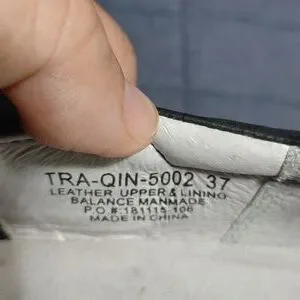 TRA-QIN-5002 37
LEATHER UPPER & LINING
BALANCE MANMADE
P.O.#:181115-106
MADE IN CHINA